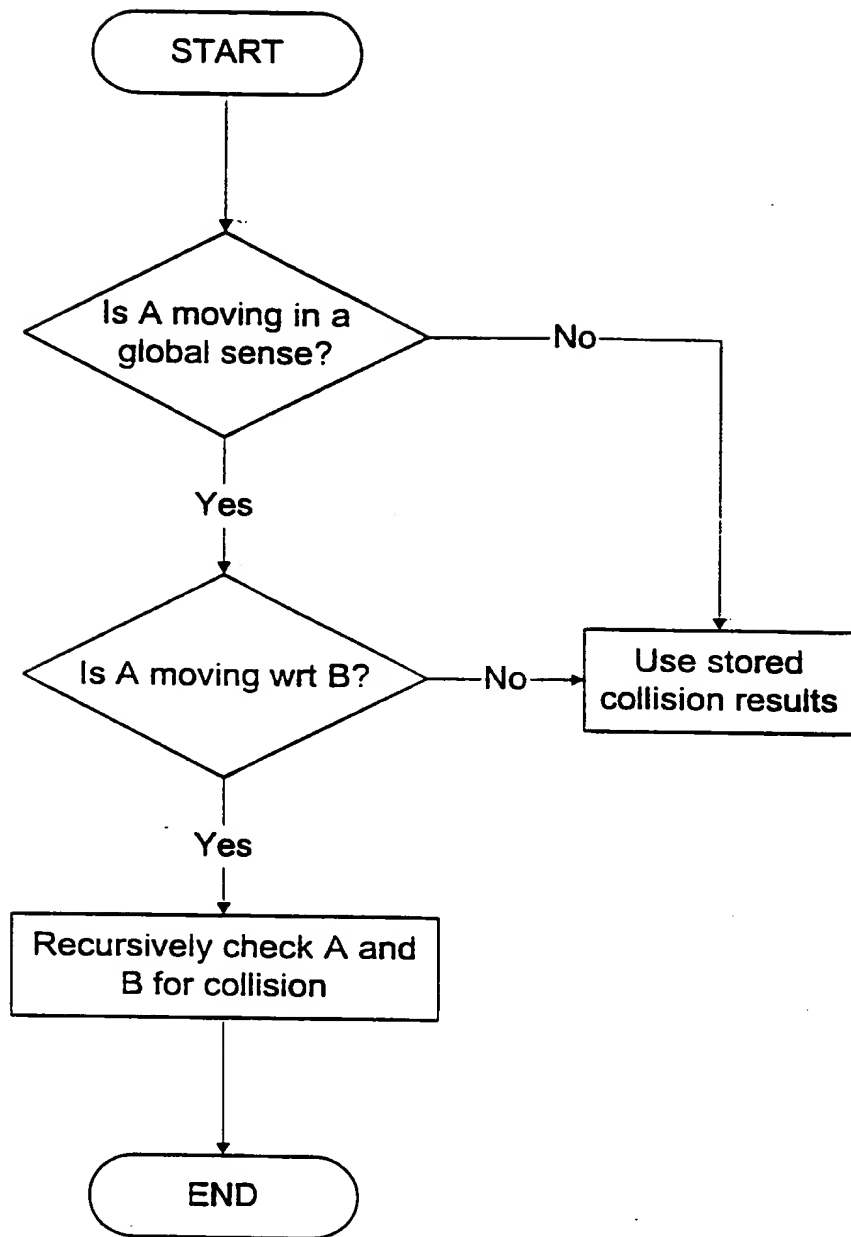 START
Is A moving in a
global sense?
No
Yes
Is A moving wrt B?
No
Use stored
collision results
Yes
Recursively check A and
B for collision
END